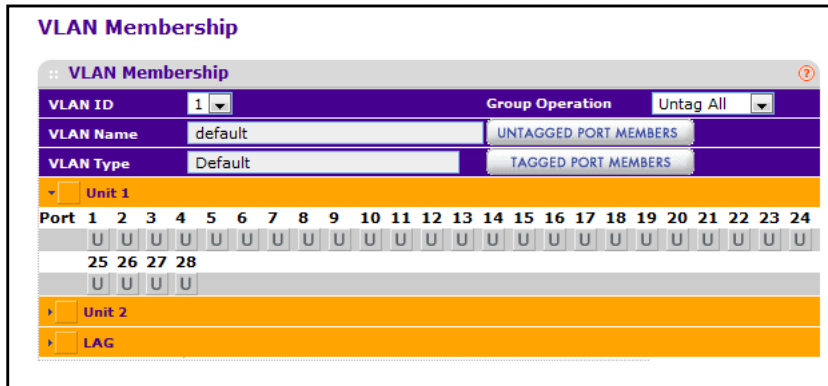 VLAN Membership
:: VLAN Membership ?
VLAN ID 1 Group Operation Untag All
VLAN Name default UNTAGGED PORT MEMBERS
VLAN Type Default TAGGED PORT MEMBERS
Unit 1
Port 1 2 3 4 5 6 7 8 9 10 11 12 13 14 15 16 17 18 19 20 21 22 23 24
U U U U U U U U U U U U U U U U U U U U U U U U
25 26 27 28
U U U U
Unit 2
LAG